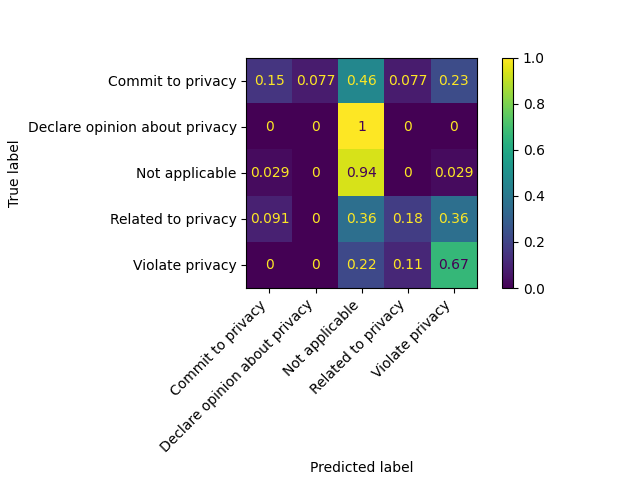 Commit to privacy 0.15 0.077 0.46 0.077 0.23
Declare opinion about privacy 0 0 1 0 0
Not applicable 0.029 0 0.94 0 0.029
Related to privacy 0.091 0 0.36 0.18 0.36
Violate privacy 0 0 0.22 0.11 0.67
True label
Commit to privacy
Declare opinion about privacy
Not applicable
Related to privacy
Violate privacy
Predicted label
1.0
0.8
0.6
0.4
0.2
0.0